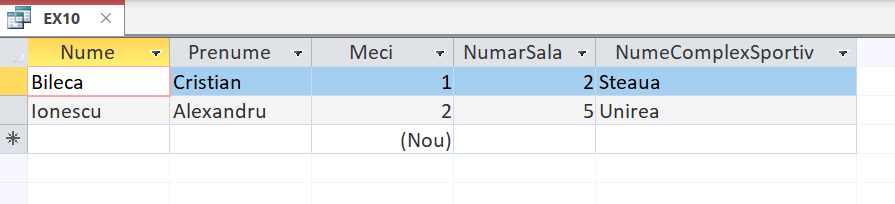 EX10
Nume Prenume Meci NumarSala NumeComplexSportiv
Bileca Cristian 1 2 Steaua
Ionescu Alexandru 2 5 Unirea
(Nou)